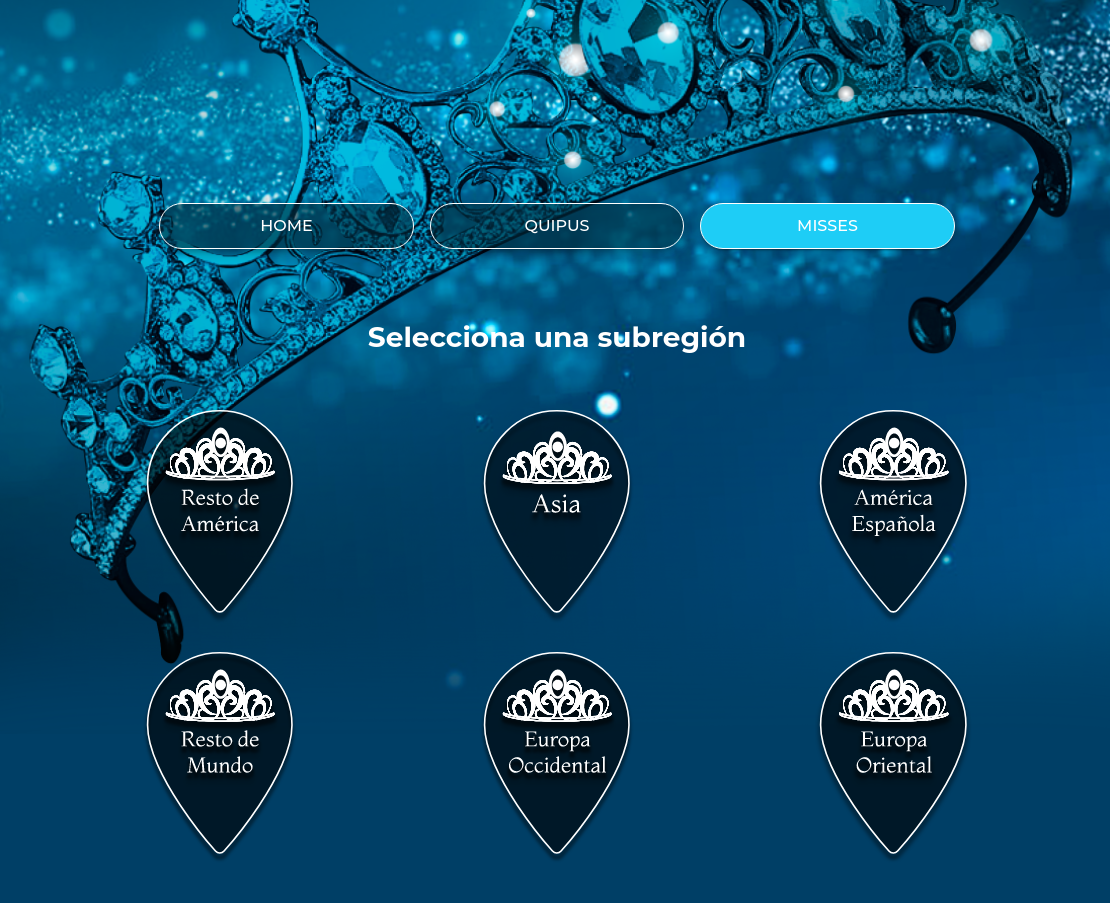 HOME
QUIPUS
MISSES
Selecciona una subregión
Resto de
América
Asia
América
Española
Resto de
Mundo
Europa
Occidental
Europa
Oriental